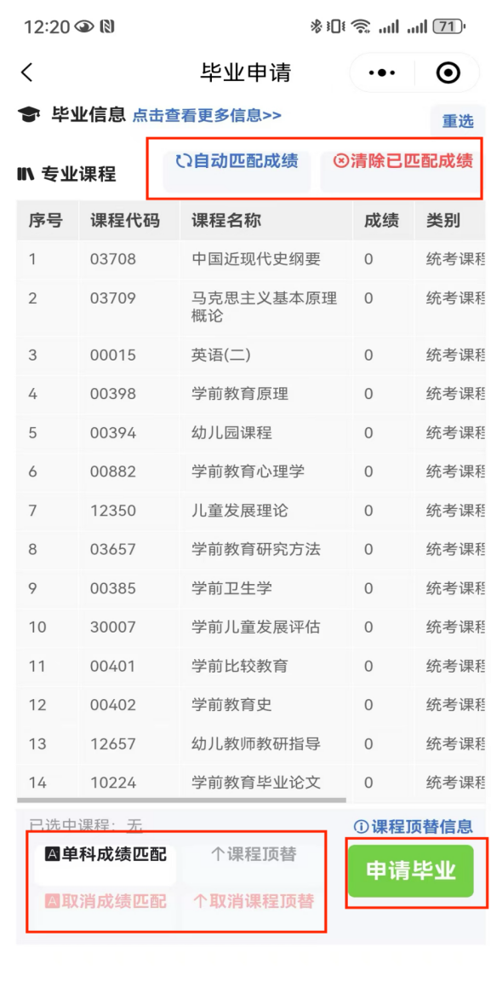 12:20
71
毕业申请
毕业信息 点击查看更多信息>>
重选
专业课程
自动匹配成绩
清除已匹配成绩
序号 课程代码 课程名称 成绩 类别
1 03708 中国近现代史纲要 0 统考课程
2 03709 马克思主义基本原理 0 统考课程
概论
3 00015 英语(二) 0 统考课程
4 00398 学前教育原理 0 统考课程
5 00394 幼儿园课程 0 统考课程
6 00882 学前教育心理学 0 统考课程
7 12350 儿童发展理论 0 统考课程
8 03657 学前教育研究方法 0 统考课程
9 00385 学前卫生学 0 统考课程
10 30007 学前儿童发展评估 0 统考课程
11 00401 学前比较教育 0 统考课程
12 00402 学前教育史 0 统考课程
13 12657 幼儿教师教研指导 0 统考课程
14 10224 学前教育毕业论文 0 统考课程
已选中课程: 无
课程顶替信息
A单科成绩匹配 个课程顶替
申请毕业
A取消成绩匹配 个取消课程顶替